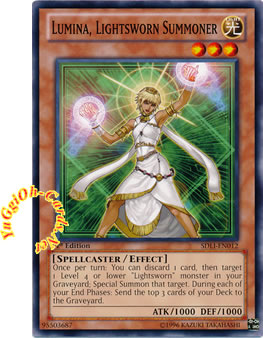 LUMINA, LIGHTSWORN SUMMONER
光
YuGgiOh-Cards.Net
1st Edition
SDLI-EN012
[SPELLCASTER / EFFECT]
Once per turn: You can discard 1 card, then target
1 Level 4 or lower "Lightsworn" monster in your
Graveyard; Special Summon that target. During each of
your End Phases: Send the top 3 cards of your Deck to
the Graveyard.
ATK/1000 DEF/1000
95503687
©1996 KAZUKI TAKAHASHI